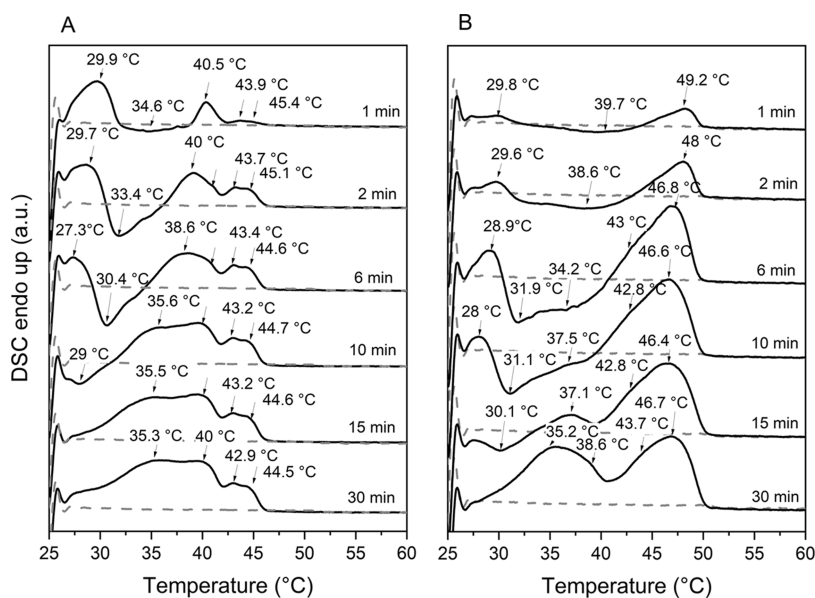 A
29.9 °C
40.5 °C
43.9 °C
34.6 °C
45.4 °C
1 min
29.7 °C
40 °C
43.7 °C
45.1 °C
33.4 °C
2 min
27.3°C
38.6 °C
43.4 °C
44.6 °C
30.4 °C
6 min
35.6 °C
43.2 °C
44.7 °C
29 °C
10 min
35.5 °C
43.2 °C
44.6 °C
15 min
35.3 °C
40 °C
42.9 °C
44.5 °C
30 min
25 30 35 40 45 50 55 60
Temperature (°C)
DSC endo up (a.u.)
B
29.8 °C
49.2 °C
39.7 °C
1 min
29.6 °C
48 °C
38.6 °C
46.8 °C
2 min
28.9°C
43 °C
46.6 °C
34.2 °C
31.9 °C
6 min
28 °C
42.8 °C
37.5 °C
46.4 °C
31.1 °C
10 min
42.8 °C
37.1 °C
46.7 °C
30.1 °C
43.7 °C
15 min
35.2 °C
38.6 °C
30 min
25 30 35 40 45 50 55 60
Temperature (°C)